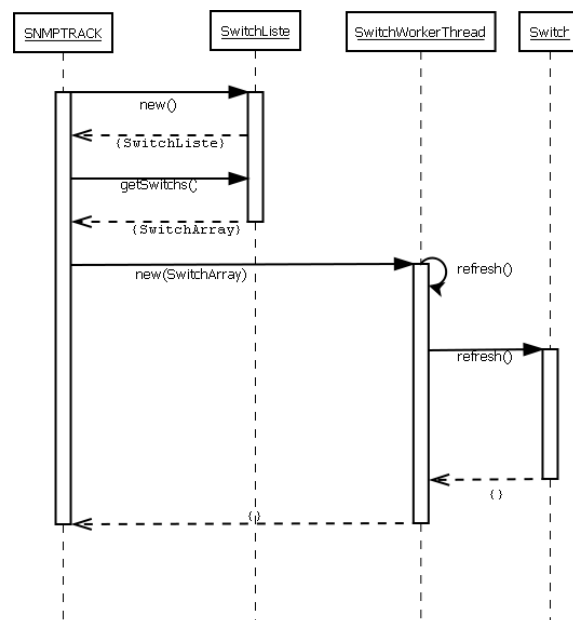 SNMPTRACK
SwitchListe
SwitchWorkerThread
Switch
new()
{SwitchListe}
getSwitchs()
{SwitchArray}
new(SwitchArray)
refresh()
refresh()
{}
{}